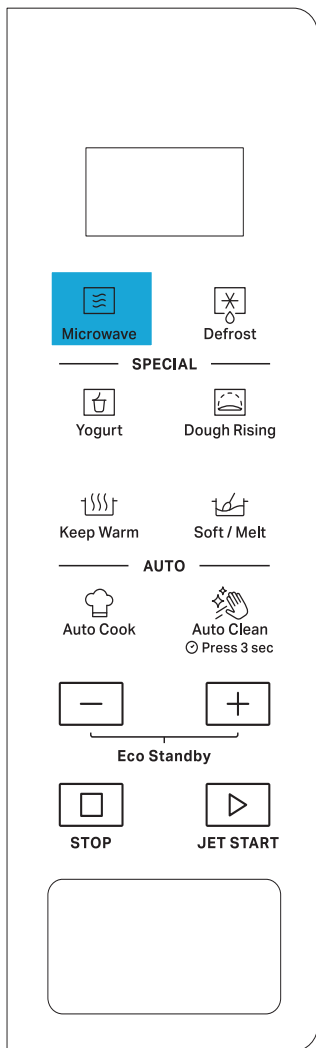 Microwave Defrost
SPECIAL
Yogurt Dough Rising
Keep Warm Soft / Melt
AUTO
Auto Cook Auto Clean
Press 3 sec
Eco Standby
STOP JET START